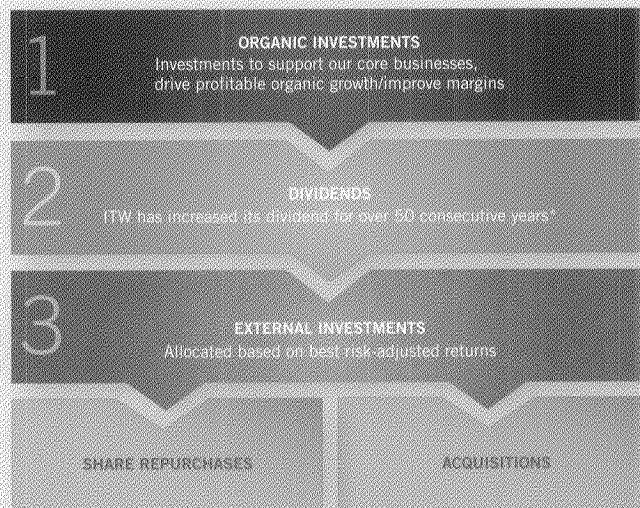 1
ORGANIC INVESTMENTS
Investments to support our core businesses,
drive profitable organic growth/improve margins
2
DIVIDENDS
ITW has increased its dividend for over 50 consecutive years*
3
EXTERNAL INVESTMENTS
Allocated based on best risk-adjusted returns
SHARE REPURCHASES
ACQUISITIONS